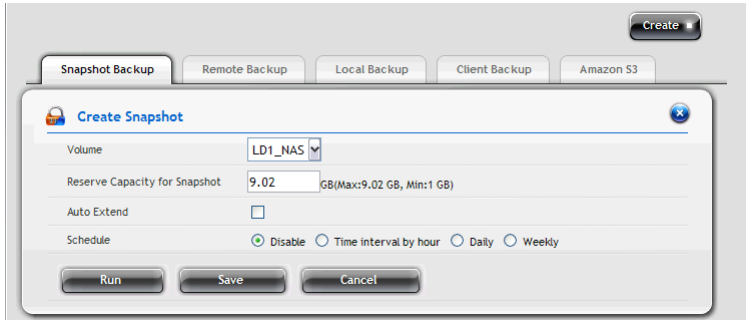 Create
Snapshot Backup Remote Backup Local Backup Client Backup Amazon S3
Create Snapshot
Volume LD1_NAS
Reserve Capacity for Snapshot 9.02 GB(Max:9.02 GB, Min:1 GB)
Auto Extend
Schedule Disable Time interval by hour Daily Weekly
Run Save Cancel